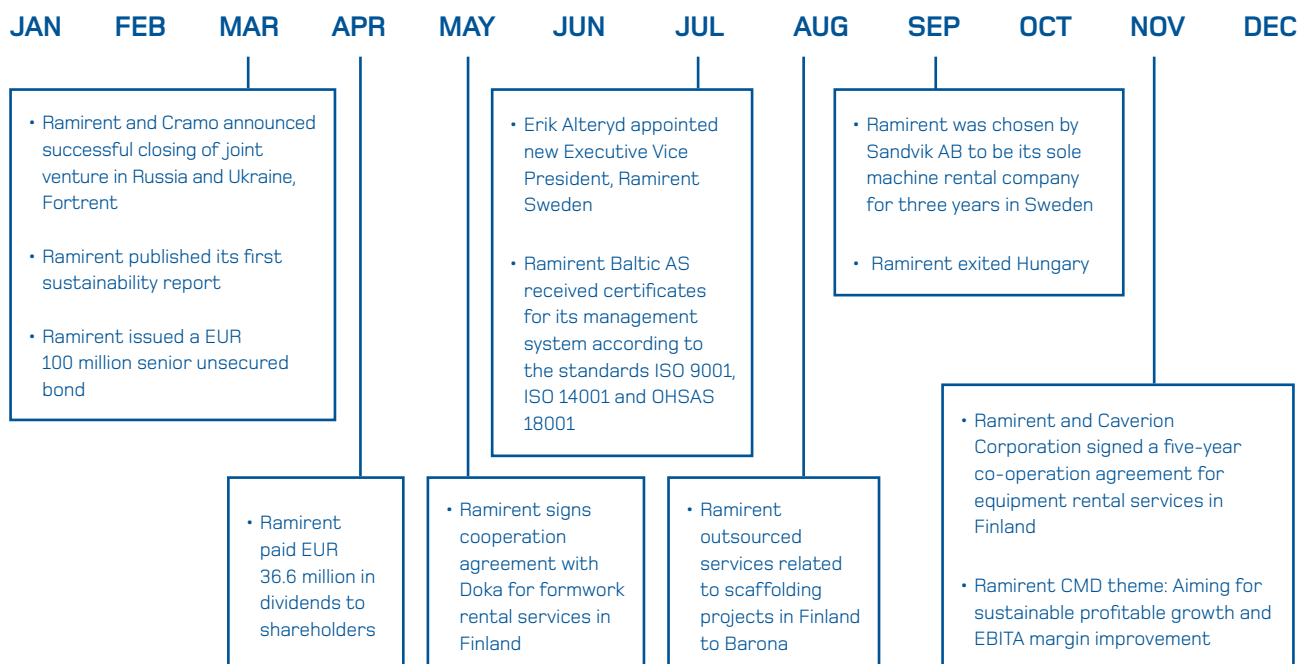 JAN FEB MAR APR MAY JUN JUL AUG SEP OCT NOV DEC
• Ramirent and Cramo announced
successful closing of joint
venture in Russia and Ukraine,
Fortrent
• Ramirent published its first
sustainability report
• Ramirent issued a EUR
100 million senior unsecured
bond
• Erik Alteryd appointed
new Executive Vice
President, Ramirent
Sweden
• Ramirent Baltic AS
received certificates
for its management
system according to
the standards ISO 9001,
ISO 14001 and OHSAS
18001
• Ramirent was chosen by
Sandvik AB to be its sole
machine rental company
for three years in Sweden
• Ramirent exited Hungary
• Ramirent
paid EUR
36.6 million in
dividends to
shareholders
• Ramirent signs
cooperation
agreement with
Doka for formwork
rental services in
Finland
• Ramirent
outsourced
services related
to scaffolding
projects in Finland
to Barona
• Ramirent and Caverion
Corporation signed a five-year
co-operation agreement for
equipment rental services in
Finland
• Ramirent CMD theme: Aiming for
sustainable profitable growth and
EBITA margin improvement